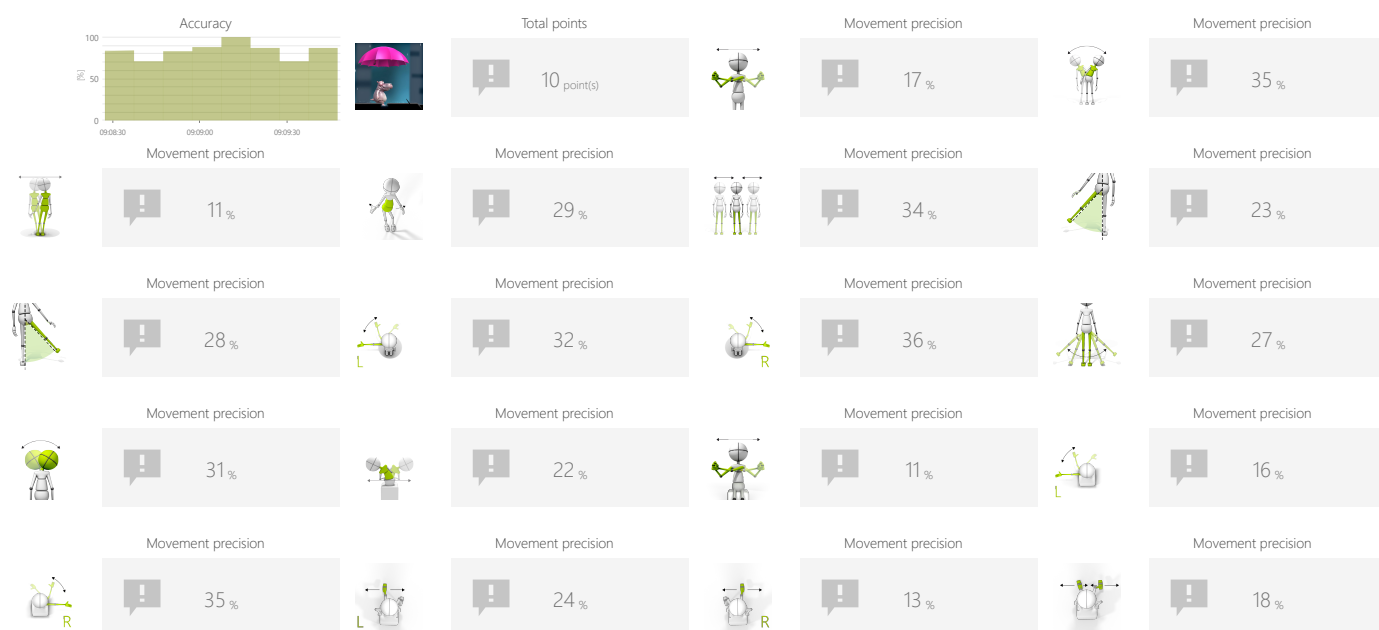 Accuracy
Total points
Movement precision
Movement precision
100
[%]
50
0
09:08:30
09:09:00
09:09:30
10 point(s)
17 %
35 %
Movement precision
Movement precision
Movement precision
Movement precision
11 %
29 %
34 %
23 %
Movement precision
Movement precision
Movement precision
Movement precision
28 %
L
32 %
R
36 %
27 %
Movement precision
Movement precision
Movement precision
Movement precision
31 %
22 %
11 %
L
16 %
Movement precision
Movement precision
Movement precision
Movement precision
R
35 %
L
24 %
R
13 %
18 %